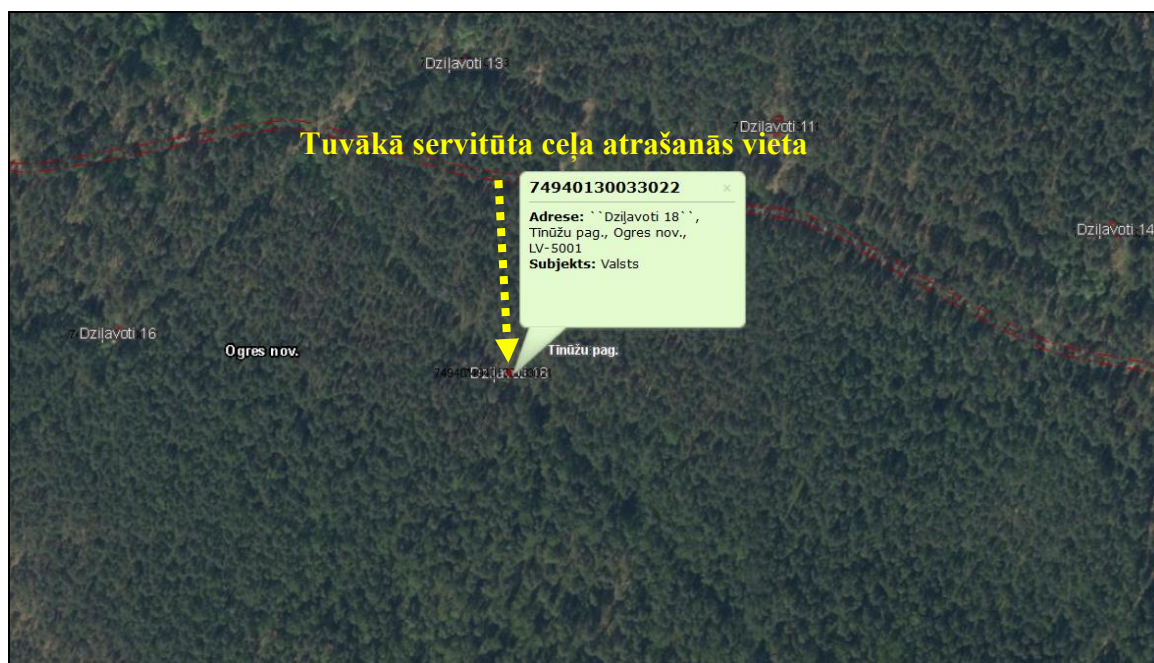 Dziļavoti 13
Dziļavoti 11
Tuvākā servitūta ceļa atrašanās vieta
74940130033022 ×
Adrese: ``Dziļavoti 18``,
Tīnūžu pag., Ogres nov.,
LV-5001
Subjekts: Valsts
Dziļavoti 14
Dziļavoti 16
Ogres nov.
Tīnūžu pag.